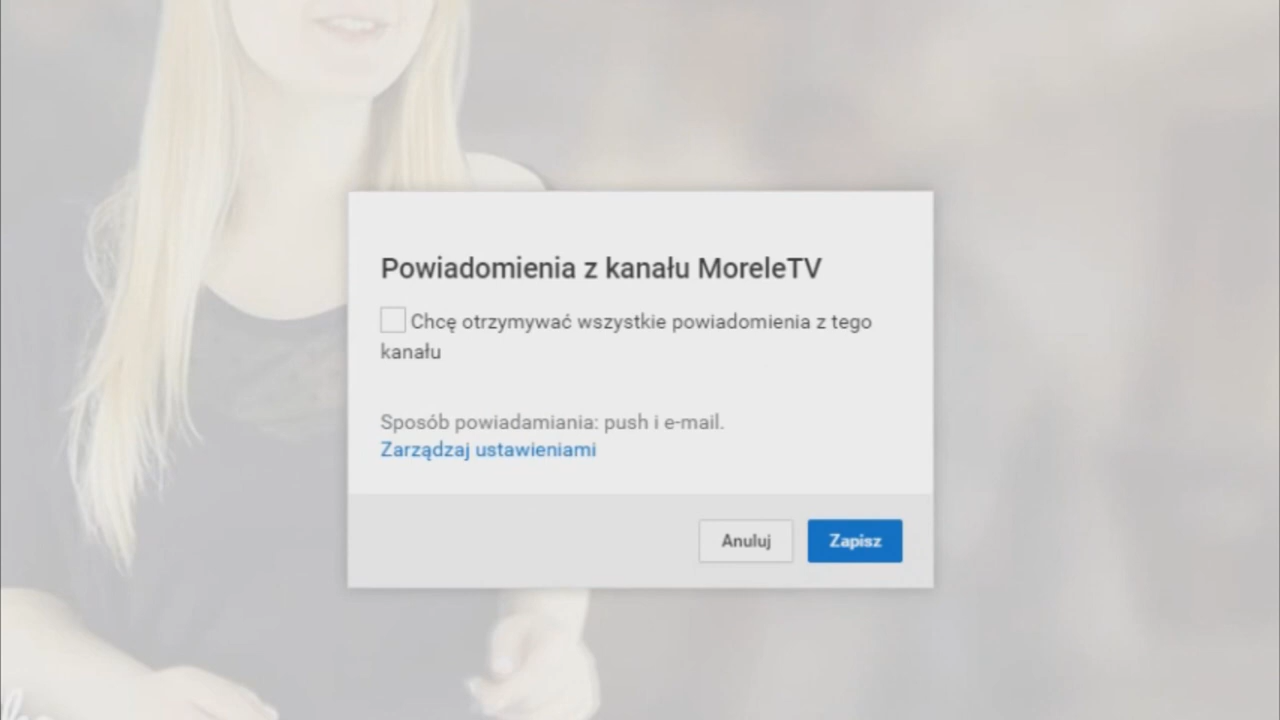 Powiadomienia z kanału MoreleTV
Chcę otrzymywać wszystkie powiadomienia z tego
kanału
Sposób powiadamiania: push i e-mail.
Zarządzaj ustawieniami
Anuluj
Zapisz